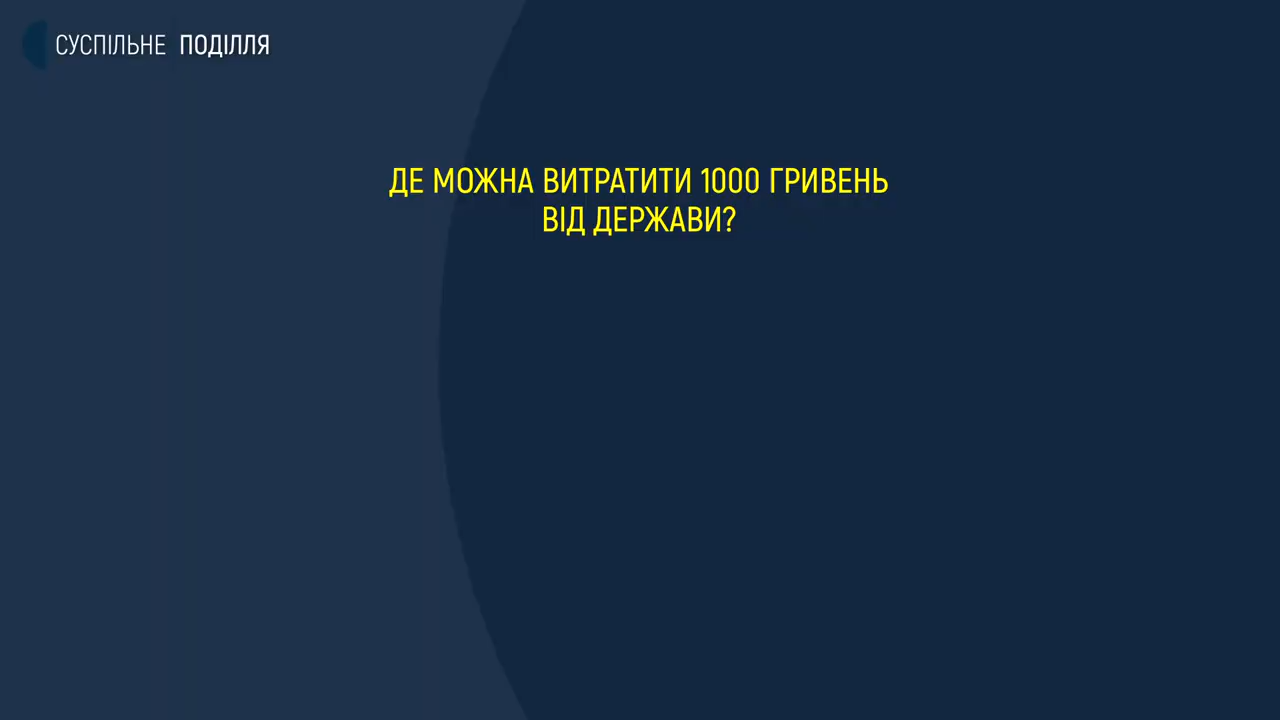 СУСПІЛЬНЕ ПОДІЛЛЯ
ДЕ МОЖНА ВИТРАТИТИ 1000 ГРИВЕНЬ
ВІД ДЕРЖАВИ?